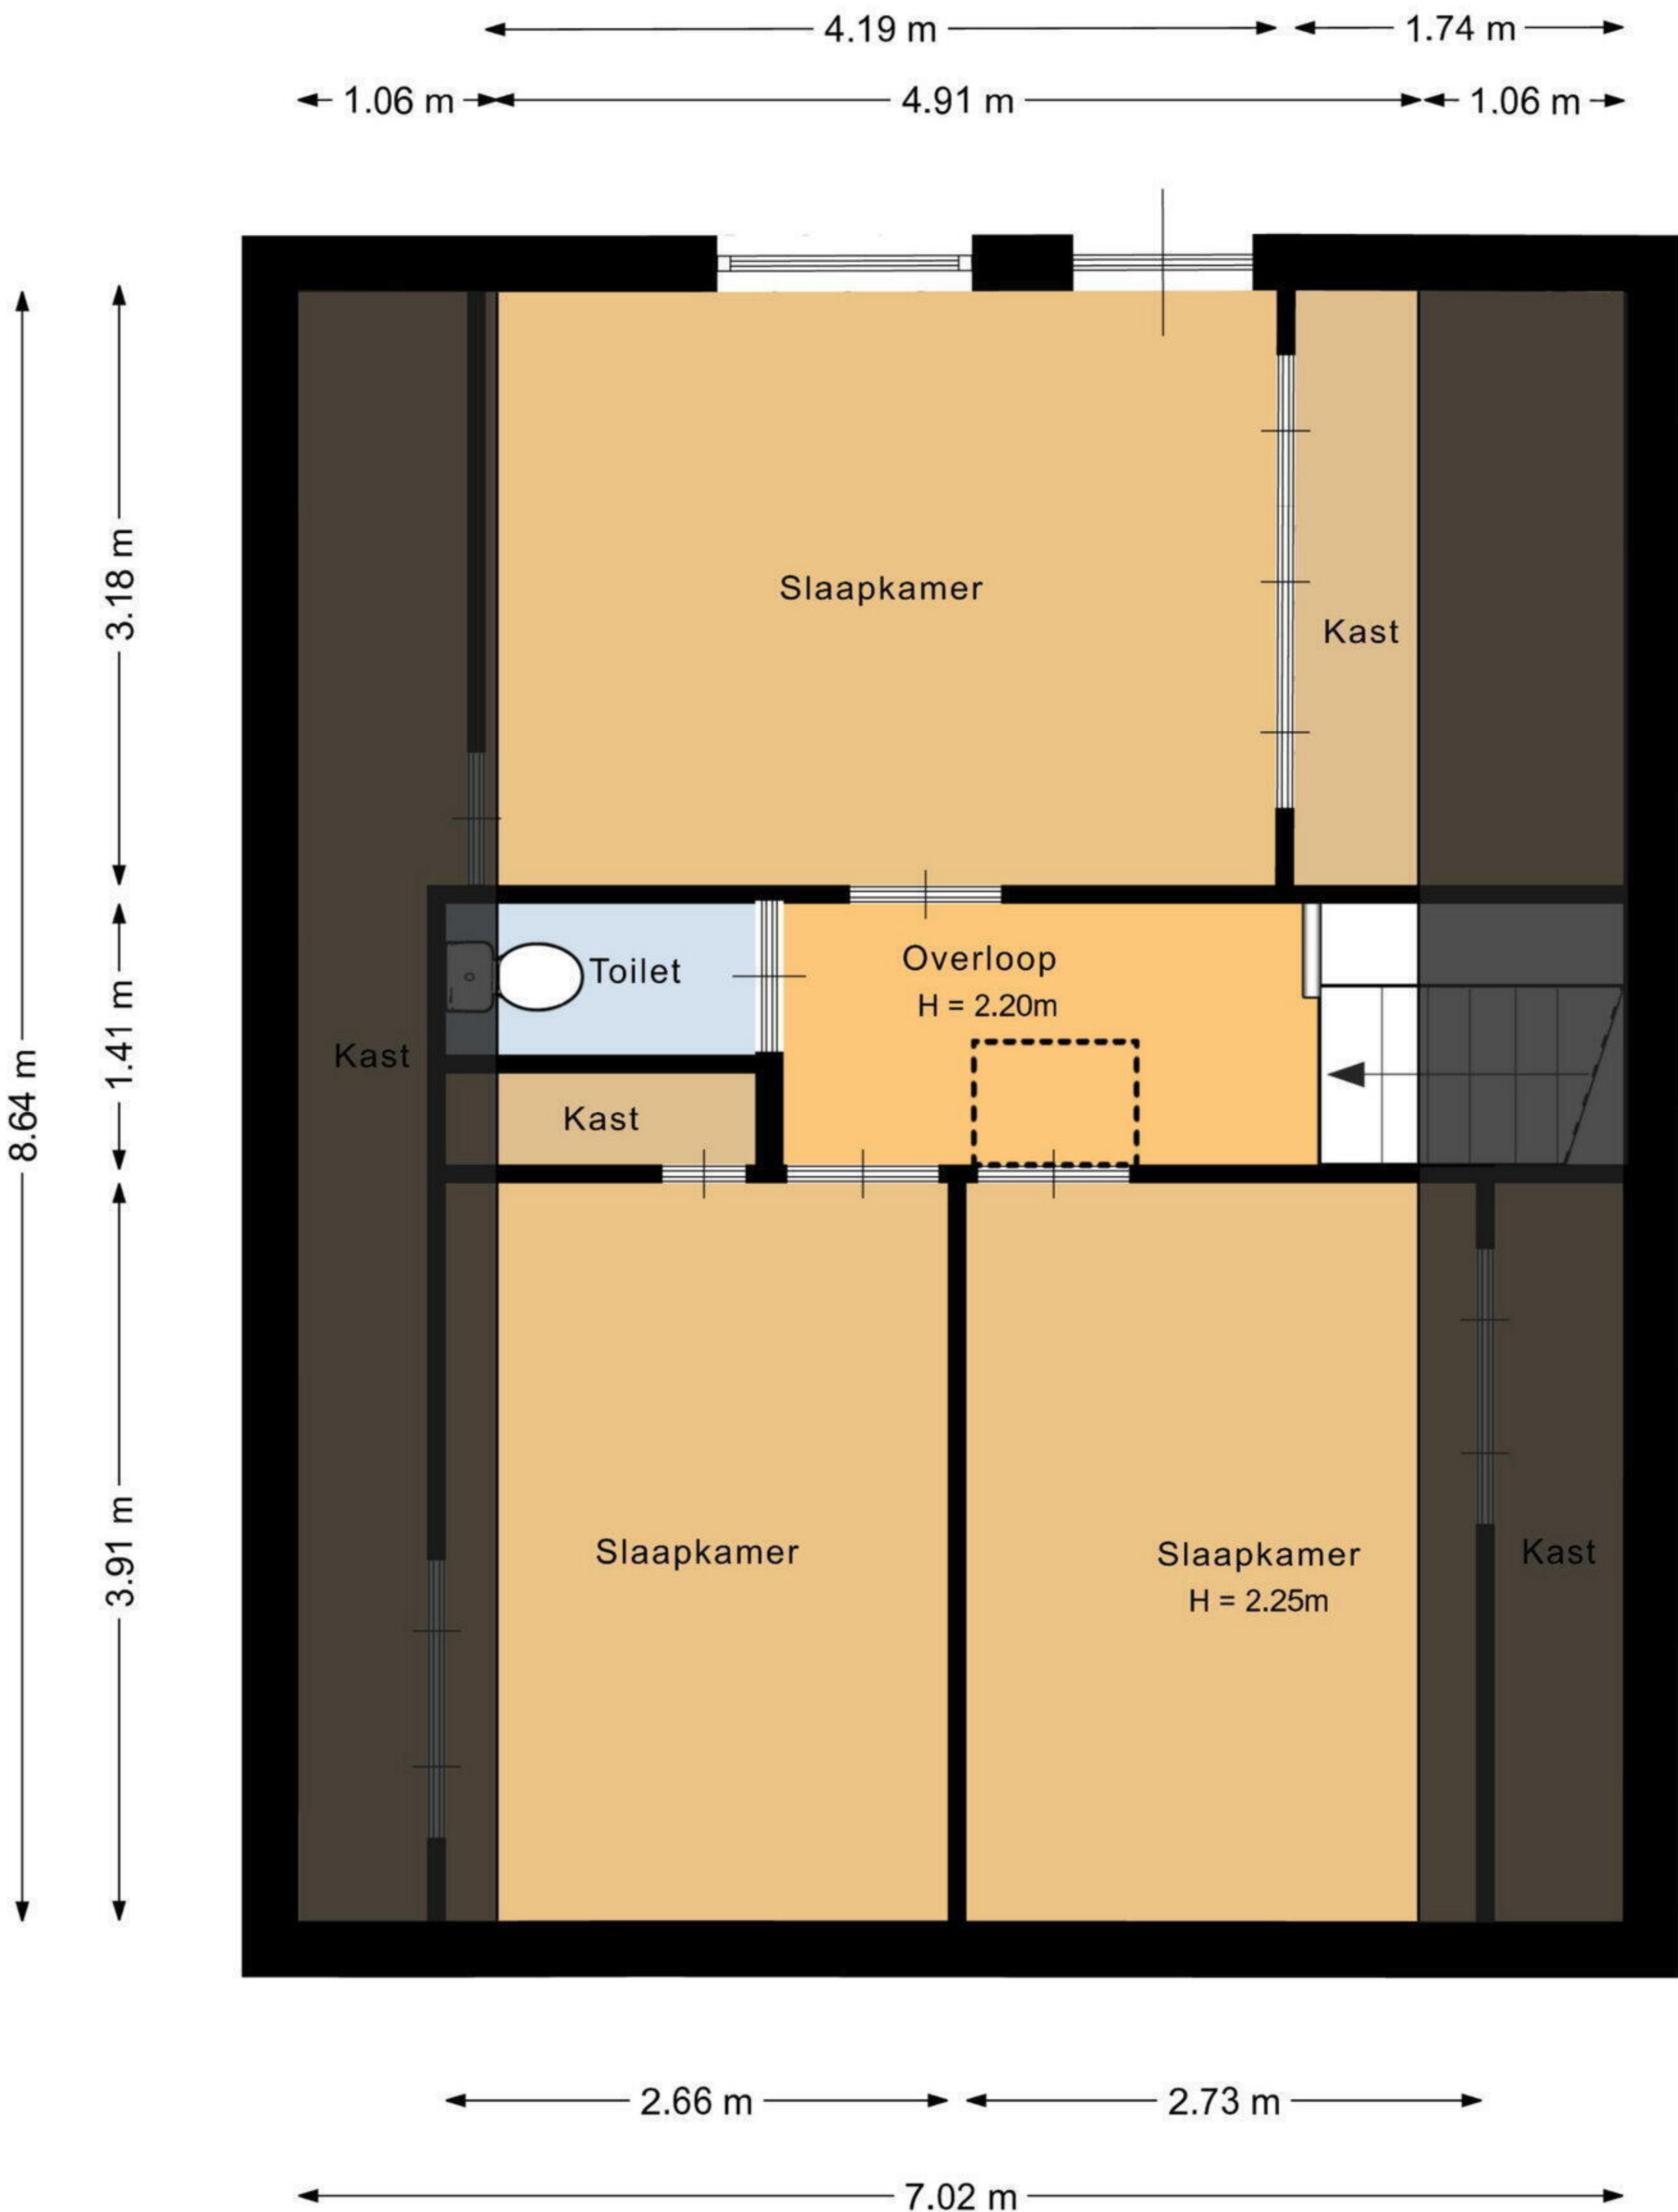 4.19 m
1.74 m
1.06 m
4.91 m
1.06 m
8.64 m
3.18 m
1.41 m
3.91 m
Slaapkamer
Kast
Toilet
Overloop
H = 2.20m
Kast
Kast
Slaapkamer
Slaapkamer
H = 2.25m
Kast
2.66 m
2.73 m
7.02 m